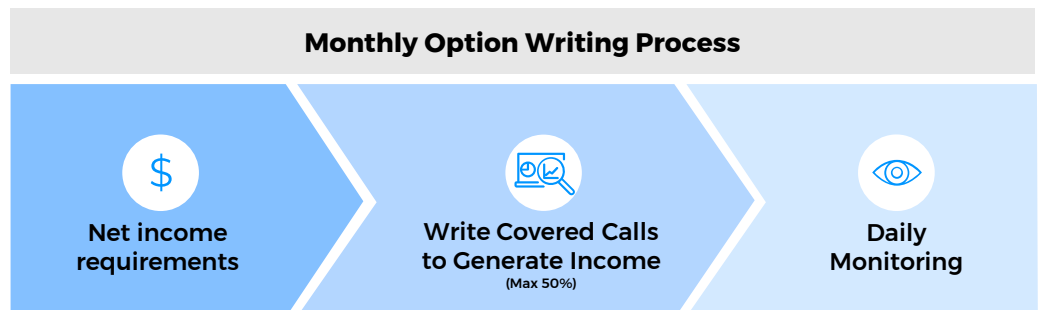 Monthly Option Writing Process
$
Net income
requirements
Write Covered Calls
to Generate Income
(Max 50%)
Daily
Monitoring